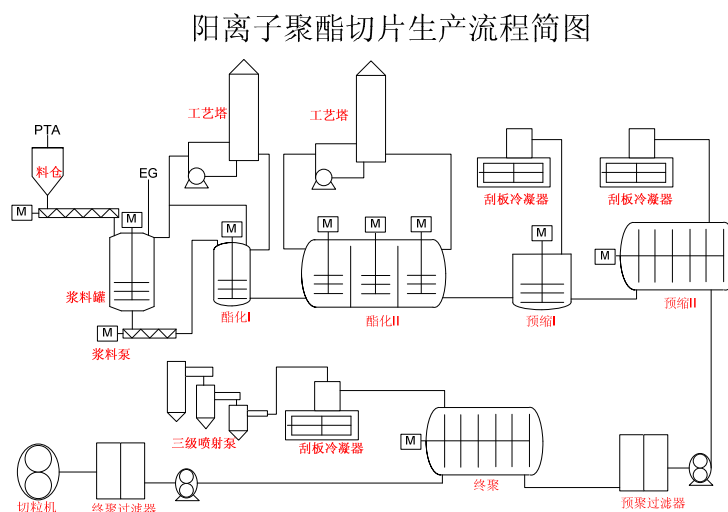 阳离子聚酯切片生产流程简图
工艺塔
工艺塔
PTA
料仓
EG
M
M
刮板冷凝器
刮板冷凝器
M
M
M
M
M
M
浆料罐
酯化I
酯化II
预缩I
预缩II
M
浆料泵
三级喷射泵
刮板冷凝器
M
终聚
切粒机
终聚过滤器
预聚过滤器